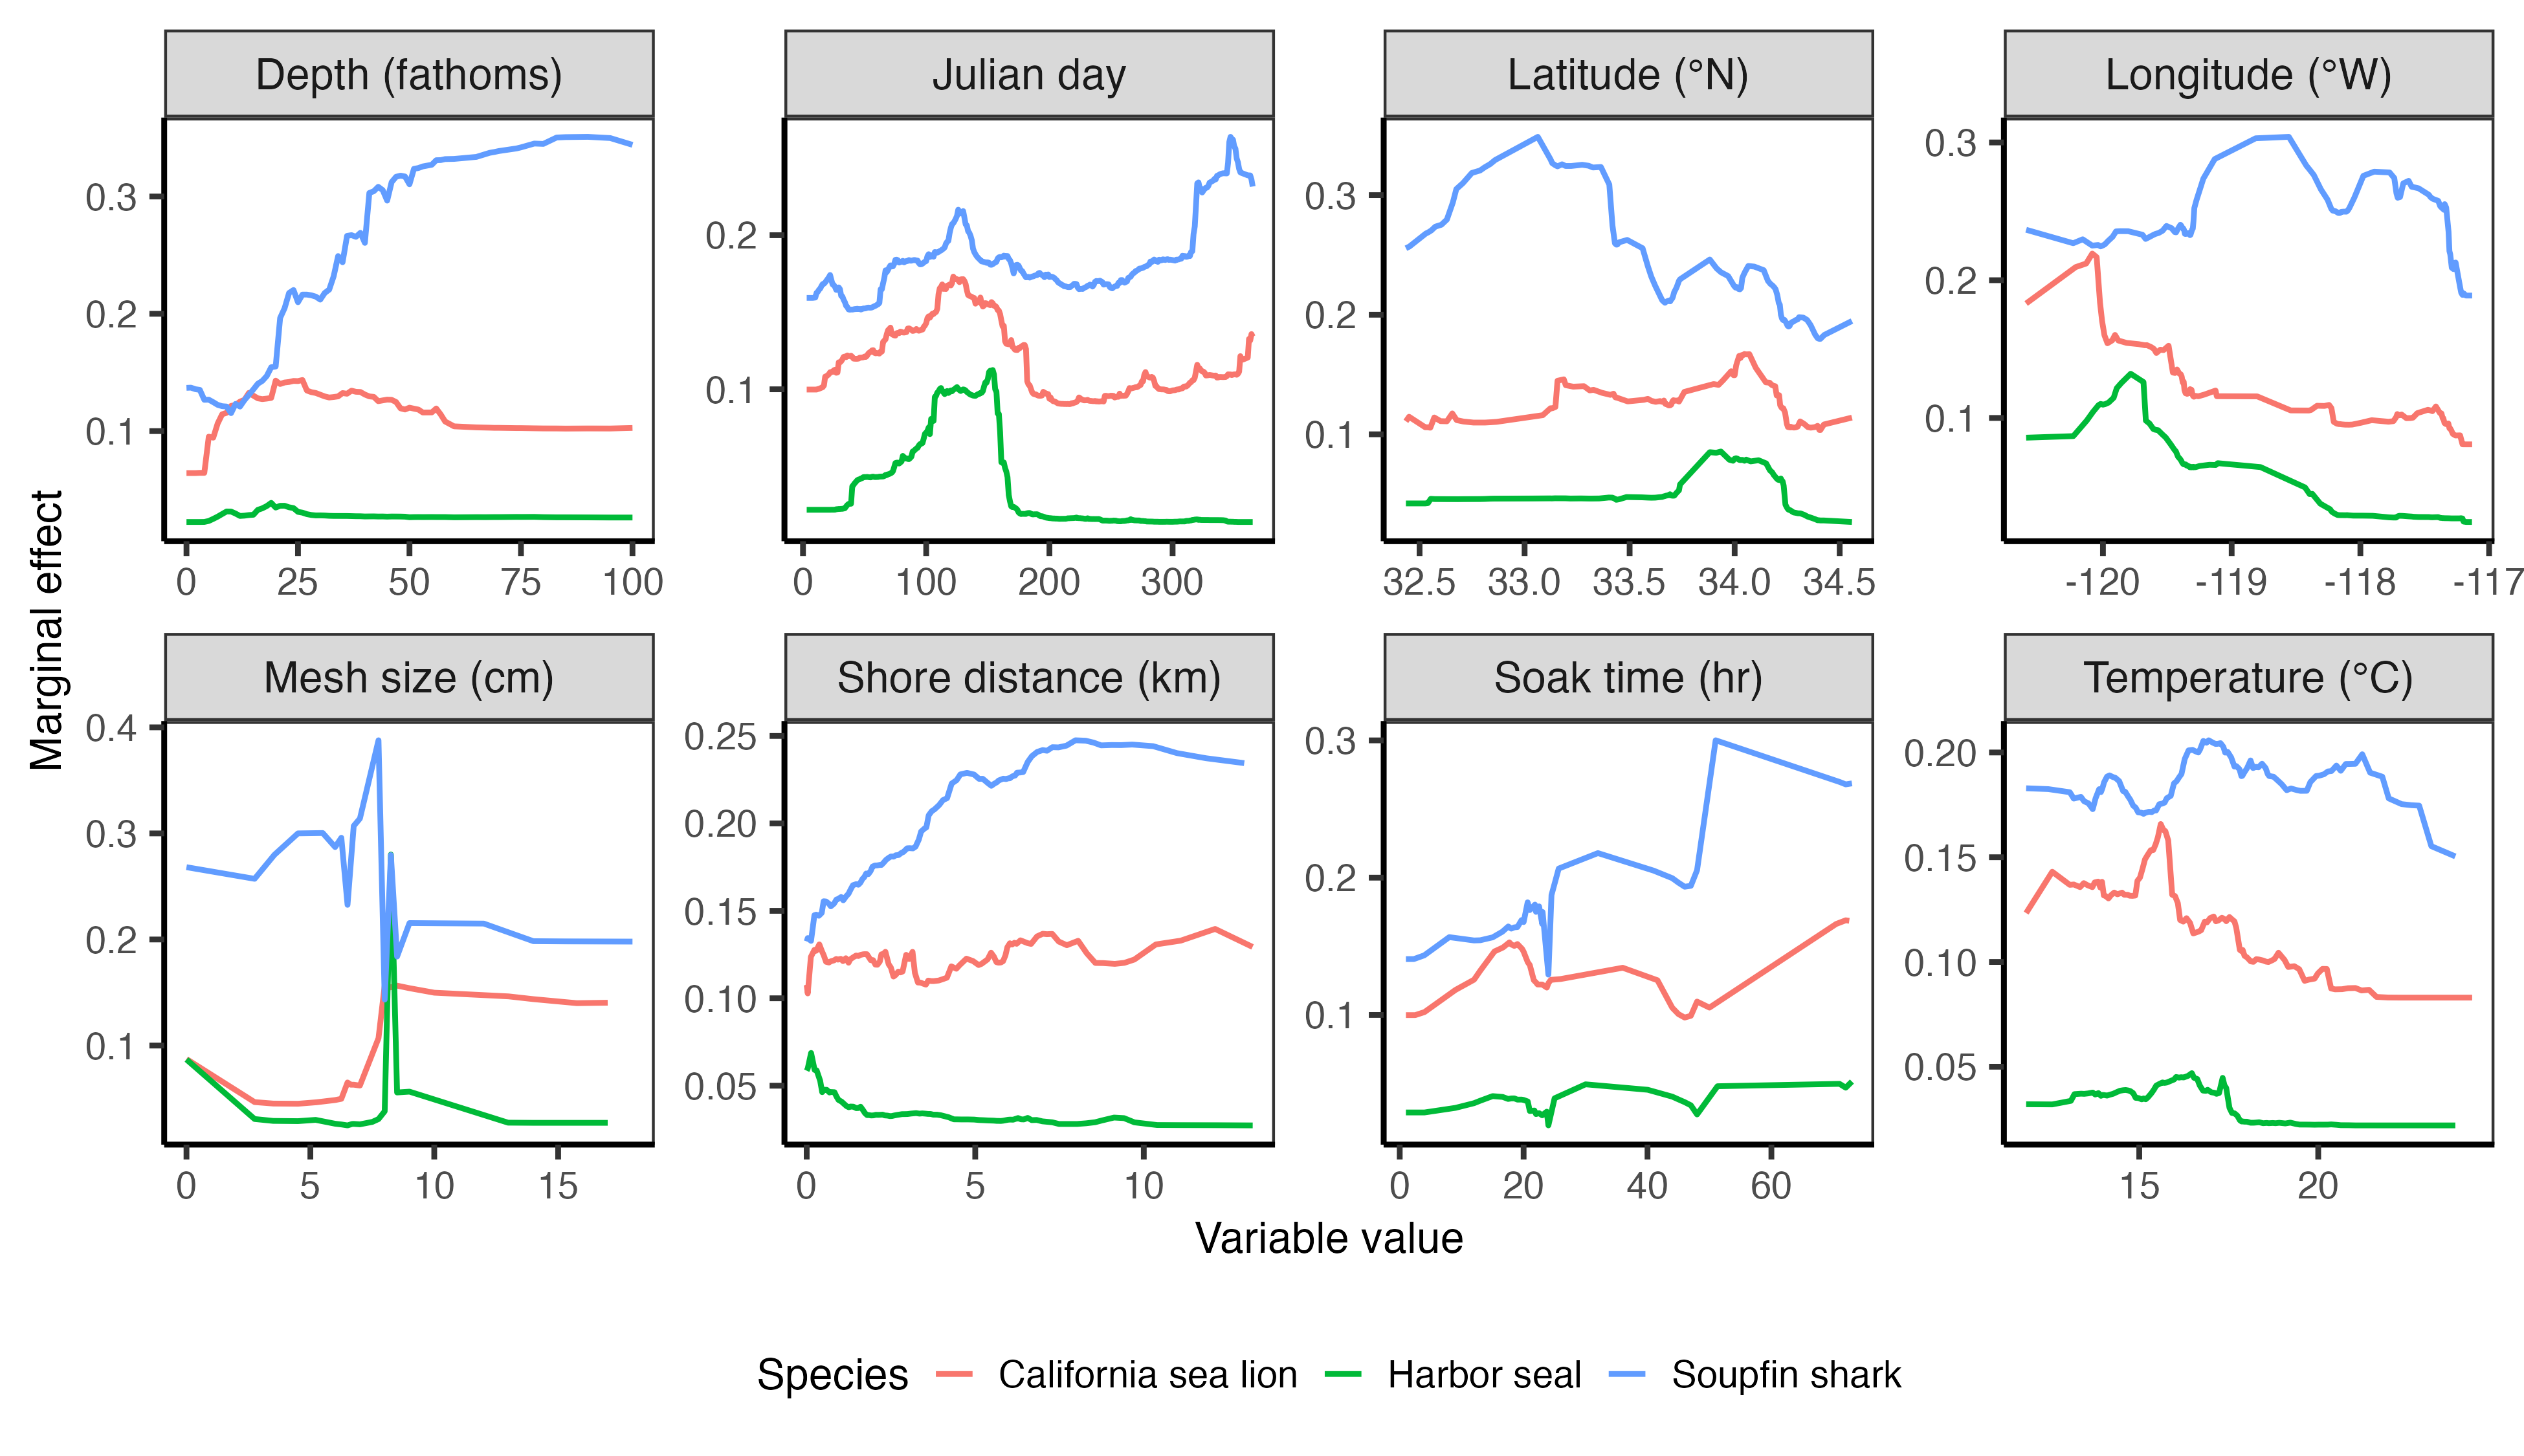 Depth (fathoms)
Julian day
Latitude (°N)
Longitude (°W)
0.3
0.2
0.1
0 25 50 75 100
0.2
0.1
0 100 200 300
0.3
0.2
0.1
32.5 33.0 33.5 34.0 34.5
0.3
0.2
0.1
-120 -119 -118 -117
Marginal effect
Mesh size (cm)
Shore distance (km)
Soak time (hr)
Temperature (°C)
0.4
0.3
0.2
0.1
0 5 10 15
0.25
0.20
0.15
0.10
0.05
0 5 10
0.3
0.2
0.1
0 20 40 60
0.20
0.15
0.10
0.05
15 20
Variable value
Species California sea lion Harbor seal Soupfin shark